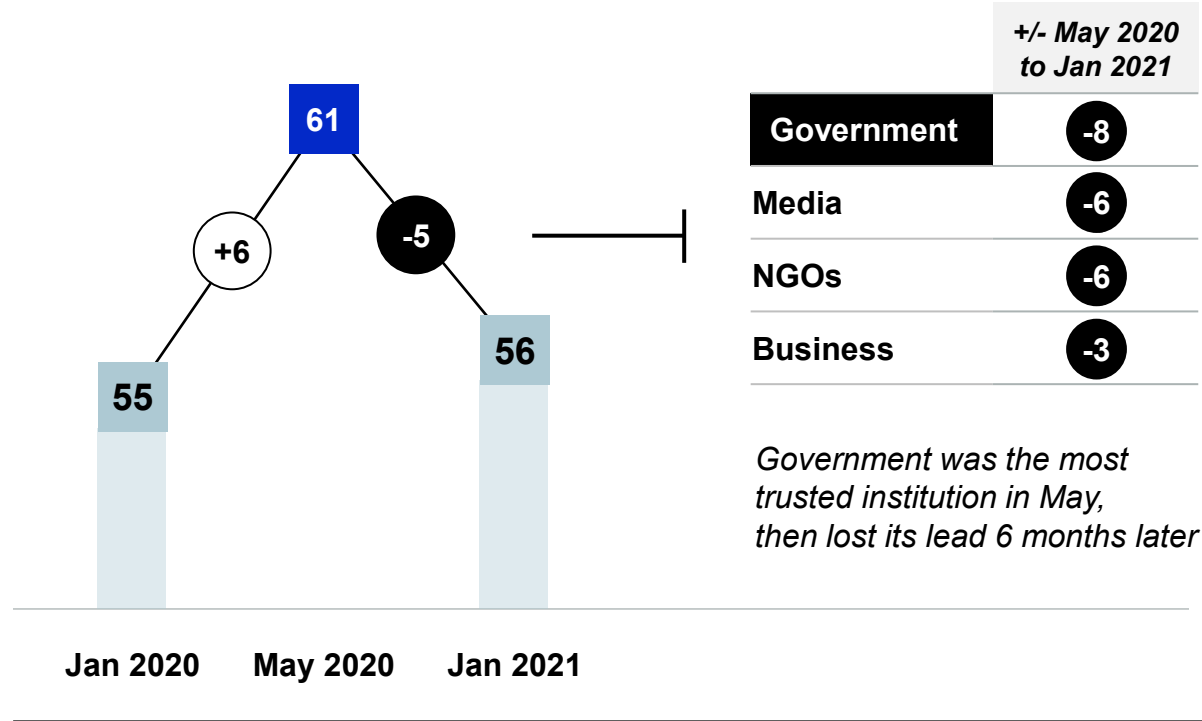 61
+6
-5
55
56
Jan 2020 May 2020 Jan 2021
+/- May 2020
to Jan 2021
Government -8
Media -6
NGOs -6
Business -3
Government was the most
trusted institution in May,
then lost its lead 6 months later